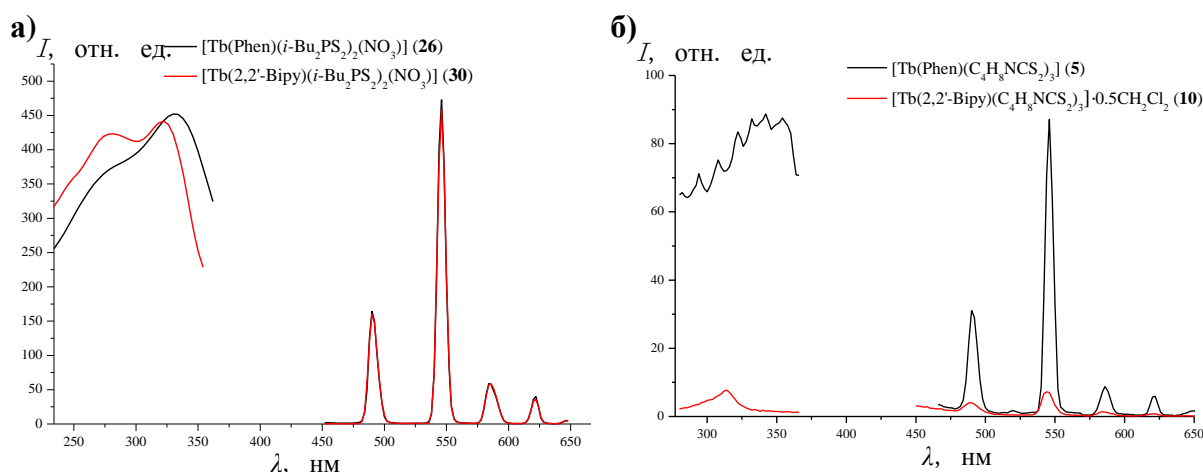 а)
I, отн. ед.
[Tb(Phen)(i-Bu₂PS₂)₂(NO₃)] (26)
[Tb(2,2'-Bipy)(i-Bu₂PS₂)₂(NO₃)] (30)
500
450
400
350
300
250
200
150
100
50
0
250 300 350 400 450 500 550 600 650
λ, нм
б)
I, отн. ед.
[Tb(Phen)(C₄H₈NCS₂)₃] (5)
[Tb(2,2'-Bipy)(C₄H₈NCS₂)₃]·0.5CH₂Cl₂ (10)
100
80
60
40
20
0
300 350 400 450 500 550 600 650
λ, нм